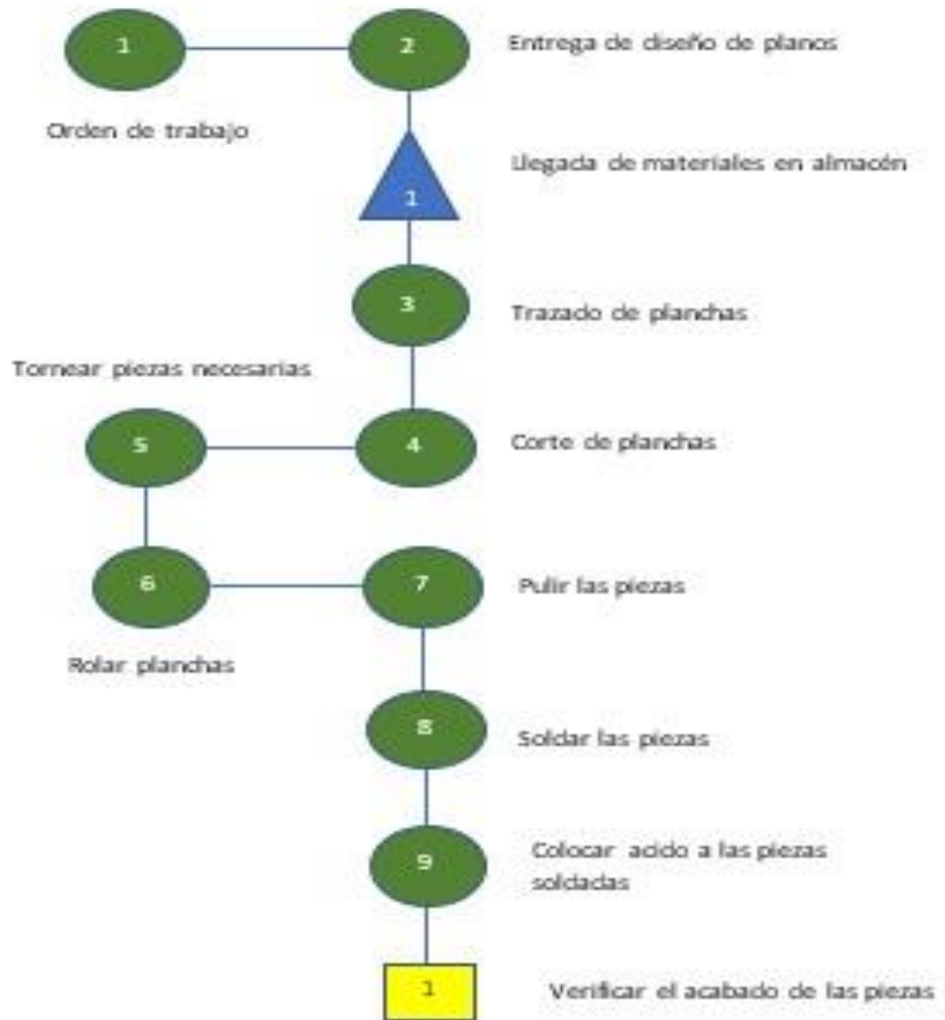 1
2
Entrega de diseño de planos
Orden de trabajo
Llegada de materiales en almacén
1
3
Trazado de planchas
Tornear piezas necesarias
5
4
Corte de planchas
6
7
Pulir las piezas
Rolar planchas
8
Soldar las piezas
9
Colocar acido a las piezas
soldadas
1
Verificar el acabado de las piezas